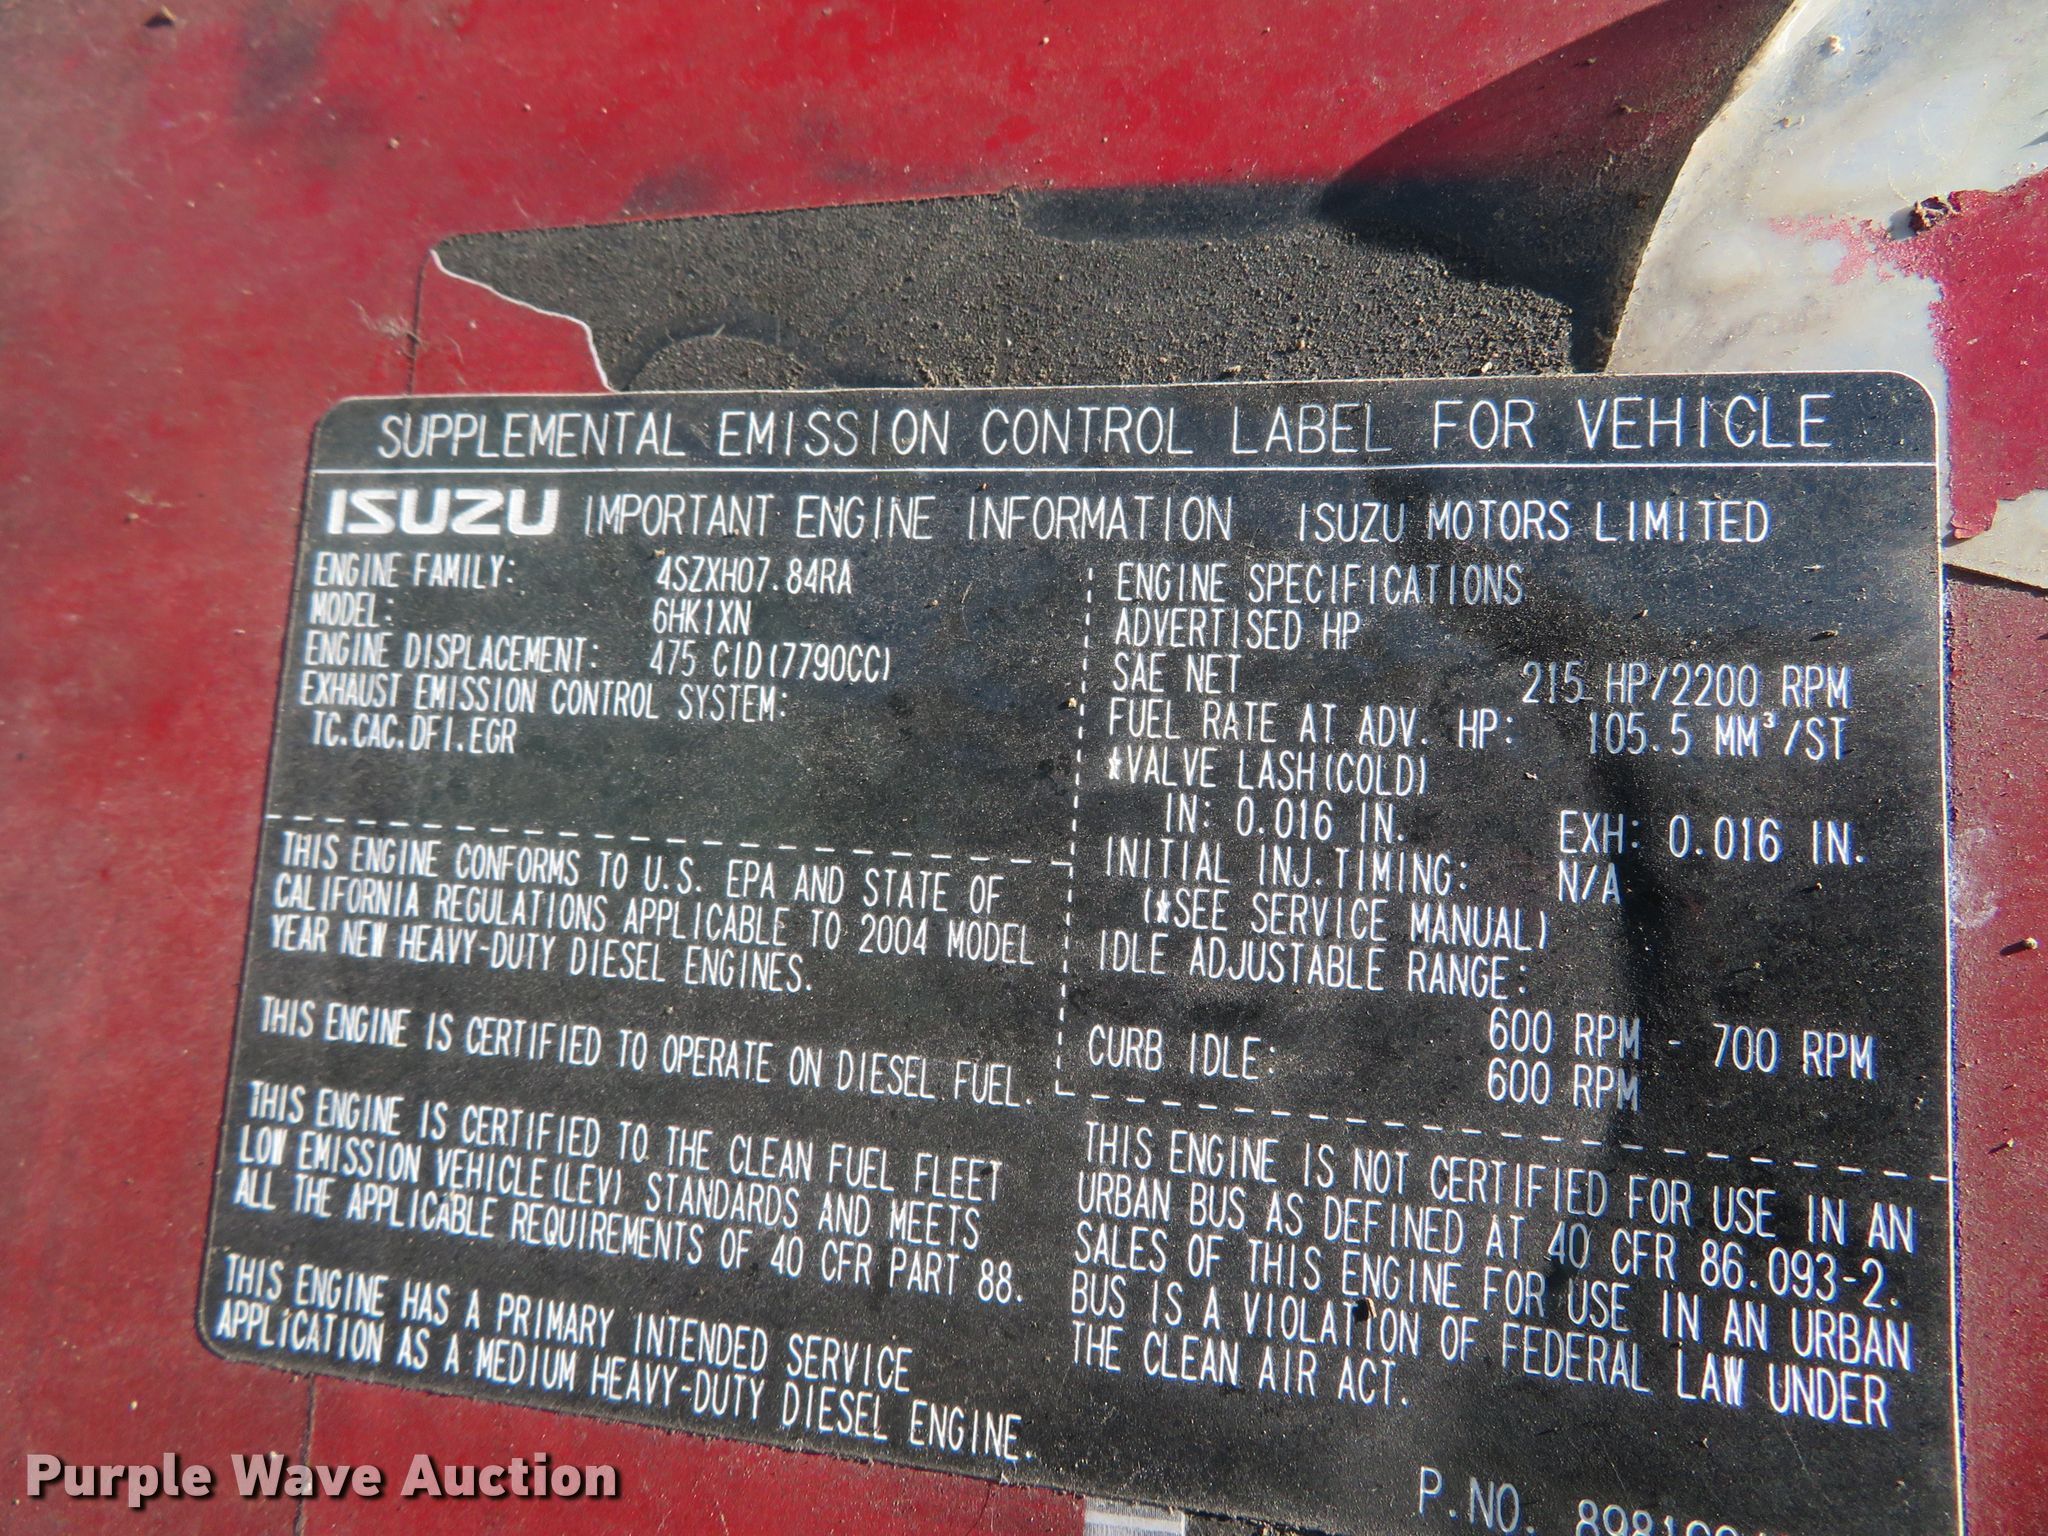 SUPPLEMENTAL EMISSION CONTROL LABEL FOR VEHICLE
ISUZU IMPORTANT ENGINE INFORMATION ISUZU MOTORS LIMITED
ENGINE FAMILY: 4SZXH07.84RA
MODEL: 6HK1XN
ENGINE DISPLACEMENT: 475 CID(7790CC)
EXHAUST EMISSION CONTROL SYSTEM:
TC.CAC.DFI.EGR
THIS ENGINE CONFORMS TO U.S. EPA AND STATE OF
CALIFORNIA REGULATIONS APPLICABLE TO 2004 MODEL
YEAR NEW HEAVY-DUTY DIESEL ENGINES.
THIS ENGINE IS CERTIFIED TO OPERATE ON DIESEL FUEL.
THIS ENGINE IS CERTIFIED TO THE CLEAN FUEL FLEET
LOW EMISSION VEHICLE(LEV) STANDARDS AND MEETS
ALL THE APPLICABLE REQUIREMENTS OF 40 CFR PART 88.
THIS ENGINE HAS A PRIMARY INTENDED SERVICE
APPLICATION AS A MEDIUM HEAVY-DUTY DIESEL ENGINE.
ENGINE SPECIFICATIONS
ADVERTISED HP
SAE NET 215 HP/2200 RPM
FUEL RATE AT ADV. HP: 105.5 MM³/ST
*VALVE LASH(COLD)
IN: 0.016 IN. EXH: 0.016 IN.
INITIAL INJ.TIMING: N/A
(*SEE SERVICE MANUAL)
IDLE ADJUSTABLE RANGE:
600 RPM - 700 RPM
CURB IDLE: 600 RPM
THIS ENGINE IS NOT CERTIFIED FOR USE IN AN
URBAN BUS AS DEFINED AT 40 CFR 86.093-2.
SALES OF THIS ENGINE FOR USE IN AN URBAN
BUS IS A VIOLATION OF FEDERAL LAW UNDER
THE CLEAN AIR ACT.
P.NO.
Purple Wave Auction